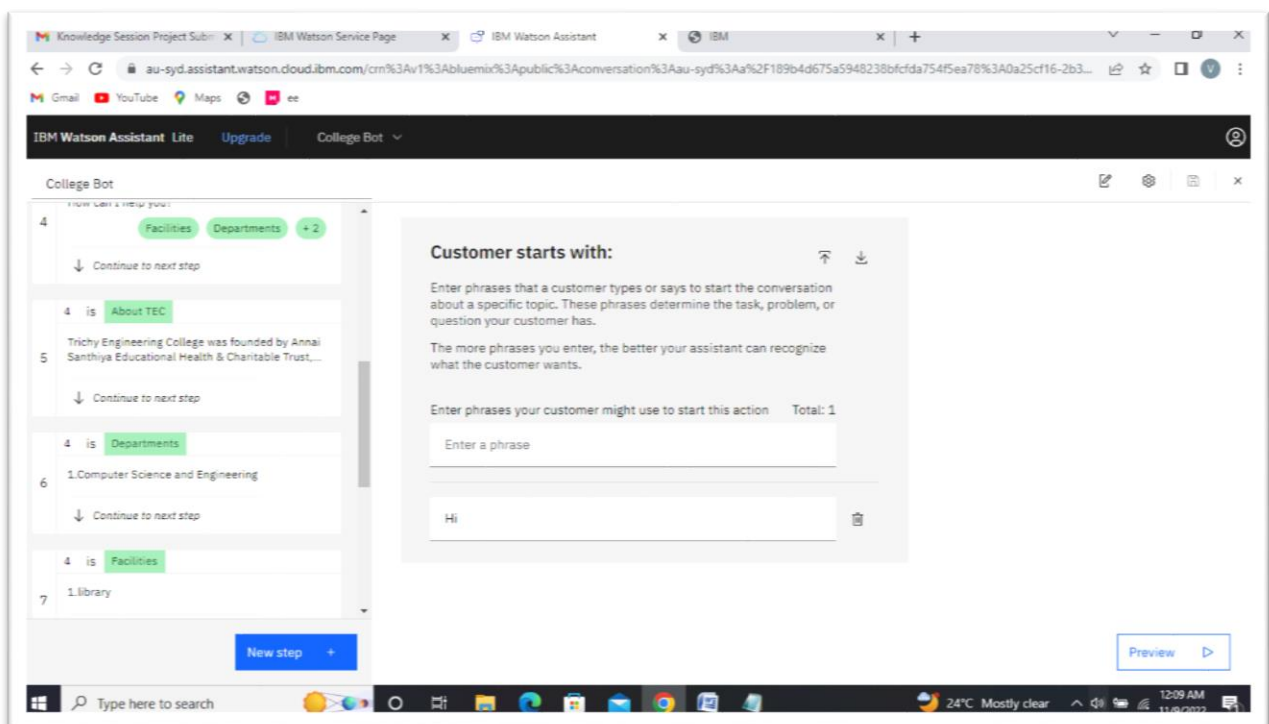 Knowledge Session Project Subm
IBM Watson Service Page
IBM Watson Assistant
IBM
au-syd.assistant.watson.cloud.ibm.com/crn%3Av1%3Abluemix%3Apublic%3Aconversation%3Aau-syd%3Aa%2F189b4d675a5948238bfcfda754f5ea78%3A0a25cf16-2b3...
V
Gmail YouTube Maps ee
IBM Watson Assistant Lite Upgrade College Bot
College Bot
How can I help you?
4
Facilities Departments + 2
Continue to next step
4 is About TEC
Trichy Engineering College was founded by Annai
5 Santhiya Educational Health & Charitable Trust,...
Continue to next step
4 is Departments
1.Computer Science and Engineering
6
Continue to next step
4 is Facilities
1.library
7
New step +
Customer starts with:
Enter phrases that a customer types or says to start the conversation
about a specific topic. These phrases determine the task, problem, or
question your customer has.
The more phrases you enter, the better your assistant can recognize
what the customer wants.
Enter phrases your customer might use to start this action Total: 1
Enter a phrase
Hi
Preview
Type here to search
24°C Mostly clear
12:09 AM
11/9/2022